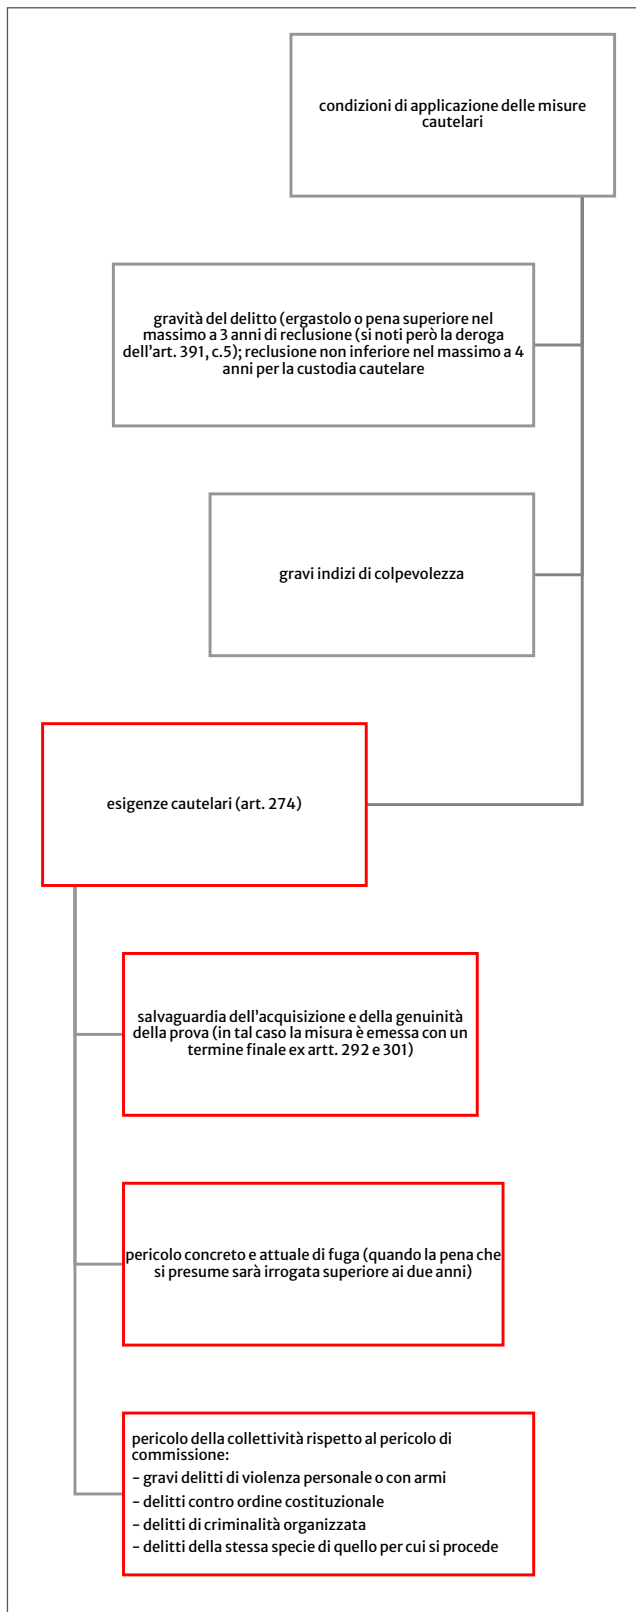 condizioni di applicazione delle misure
cautelari
gravità del delitto (ergastolo o pena superiore nel
massimo a 3 anni di reclusione (si noti però la deroga
dell'art. 391, c.5); reclusione non inferiore nel massimo a 4
anni per la custodia cautelare
gravi indizi di colpevolezza
esigenze cautelari (art. 274)
salvaguardia dell'acquisizione e della genuinità
della prova (in tal caso la misura è emessa con un
termine finale ex artt. 292 e 301)
pericolo concreto e attuale di fuga (quando la pena che
si presume sarà irrogata superiore ai due anni)
pericolo della collettività rispetto al pericolo di
commissione:
– gravi delitti di violenza personale o con armi
– delitti contro ordine costituzionale
– delitti di criminalità organizzata
– delitti della stessa specie di quello per cui si procede